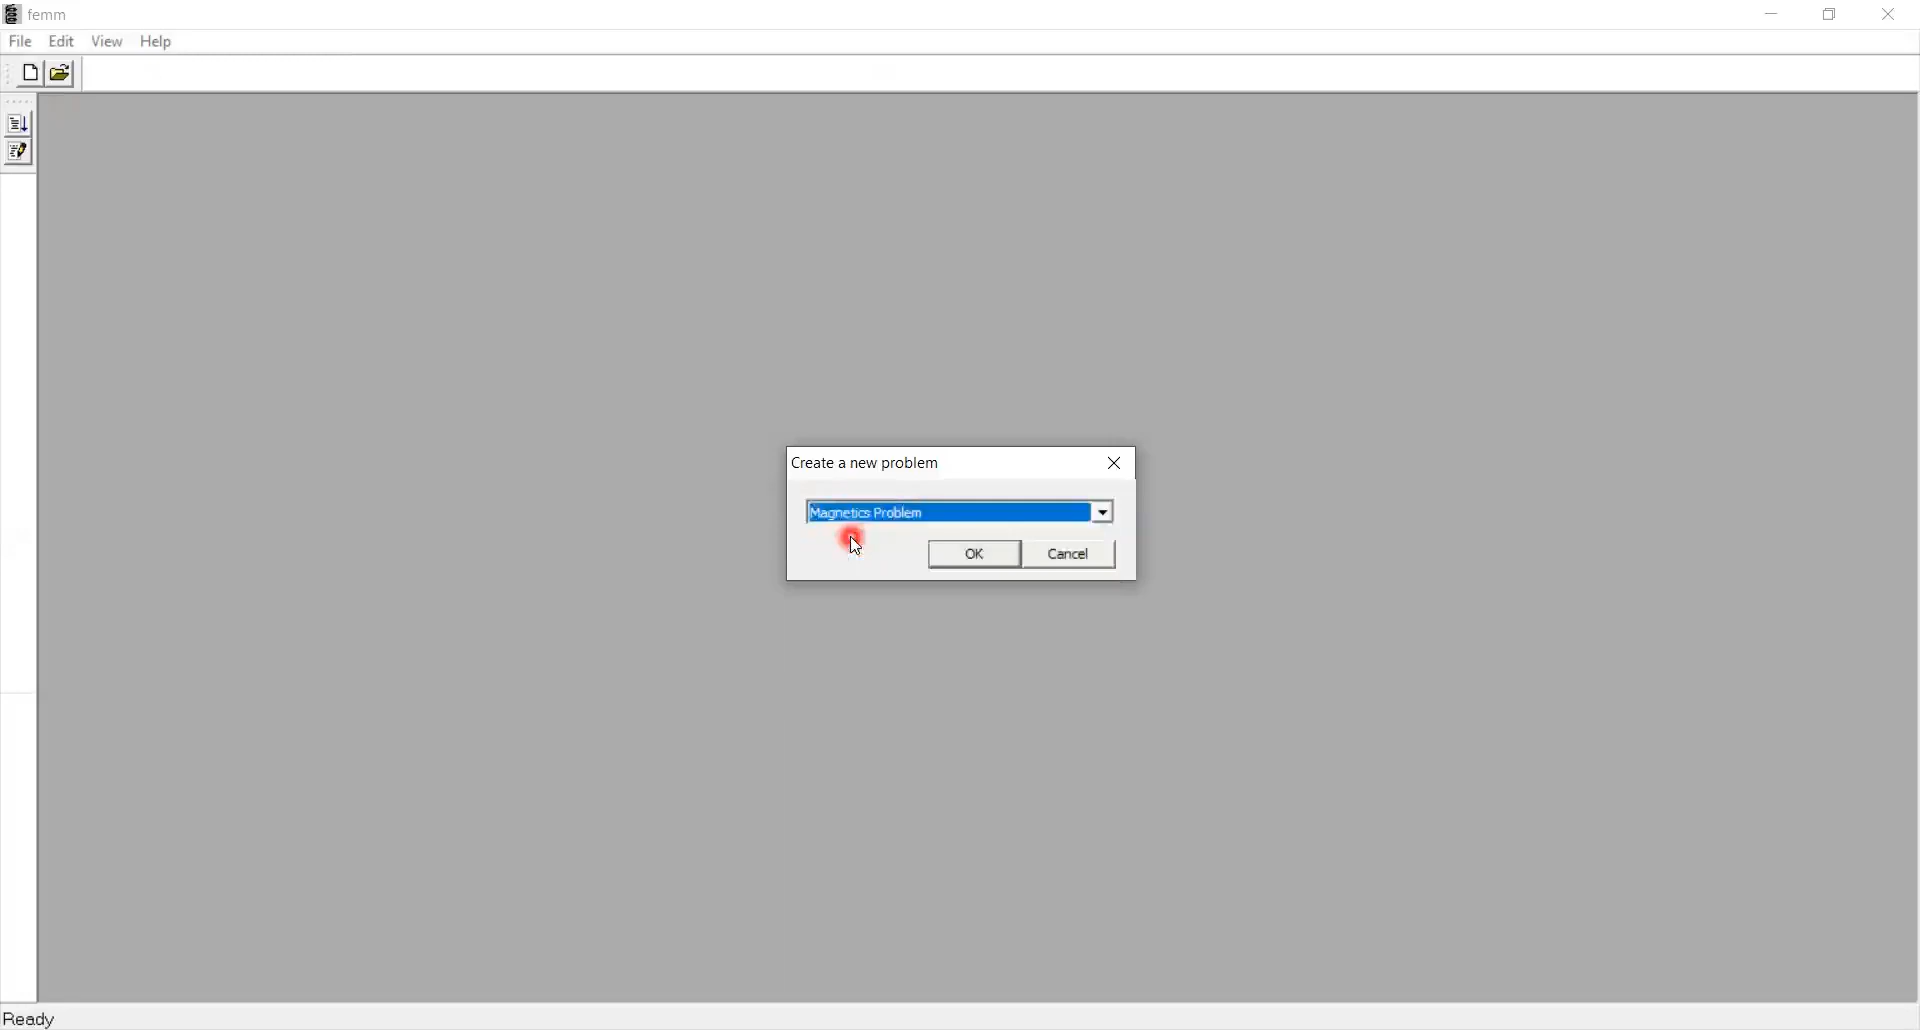 femm
File Edit View Help
Create a new problem
Magnetics Problem
OK Cancel
Ready